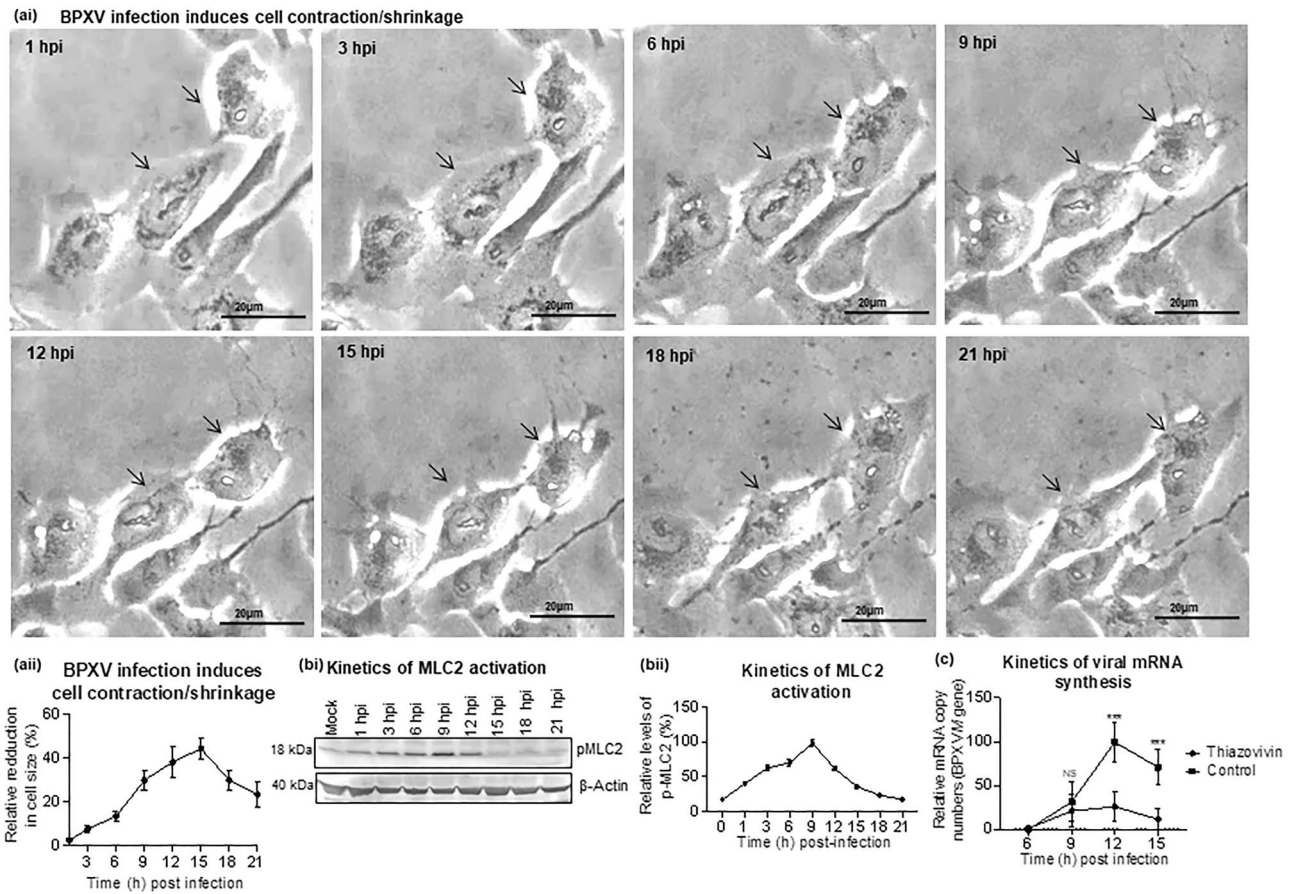 (ai) BPXV infection induces cell contraction/shrinkage
1 hpi
3 hpi
6 hpi
9 hpi
20µm
20µm
20µm
20µm
12 hpi
15 hpi
18 hpi
21 hpi
20µm
20µm
20µm
20µm
(aii) BPXV infection induces
cell contraction/shrinkage
Relative reduction
in cell size (%)
60
40
20
0
3 6 9 12 15 18 21
Time (h) post infection
(bi) Kinetics of MLC2 activation
Mock 1 hpi 3 hpi 6 hpi 9 hpi 12 hpi 15 hpi 18 hpi 21 hpi
18 kDa pMLC2
40 kDa β-Actin
(bii) Kinetics of MLC2
activation
Relative levels of
p-MLC2 (%)
150
100
50
0
0 1 3 6 9 12 15 18 21
Time (h) post-infection
(c) Kinetics of viral mRNA
synthesis
Relative mRNA copy
numbers (BPXV M gene)
150
100
50
0
NS
***
***
Thiazovivin
Control
6 9 12 15
Time (h) post infection